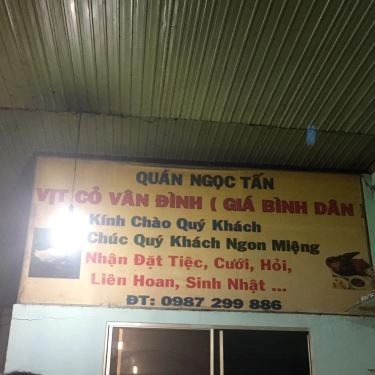 QUÁN NGỌC TẤN
VỊT CỎ VÂN ĐÌNH ( GIÁ BÌNH DÂN )
Kính Chào Quý Khách
Chúc Quý Khách Ngon Miệng
Nhận Đặt Tiệc, Cưới, Hỏi,
Liên Hoan, Sinh Nhật ...
ĐT: 0987 299 886